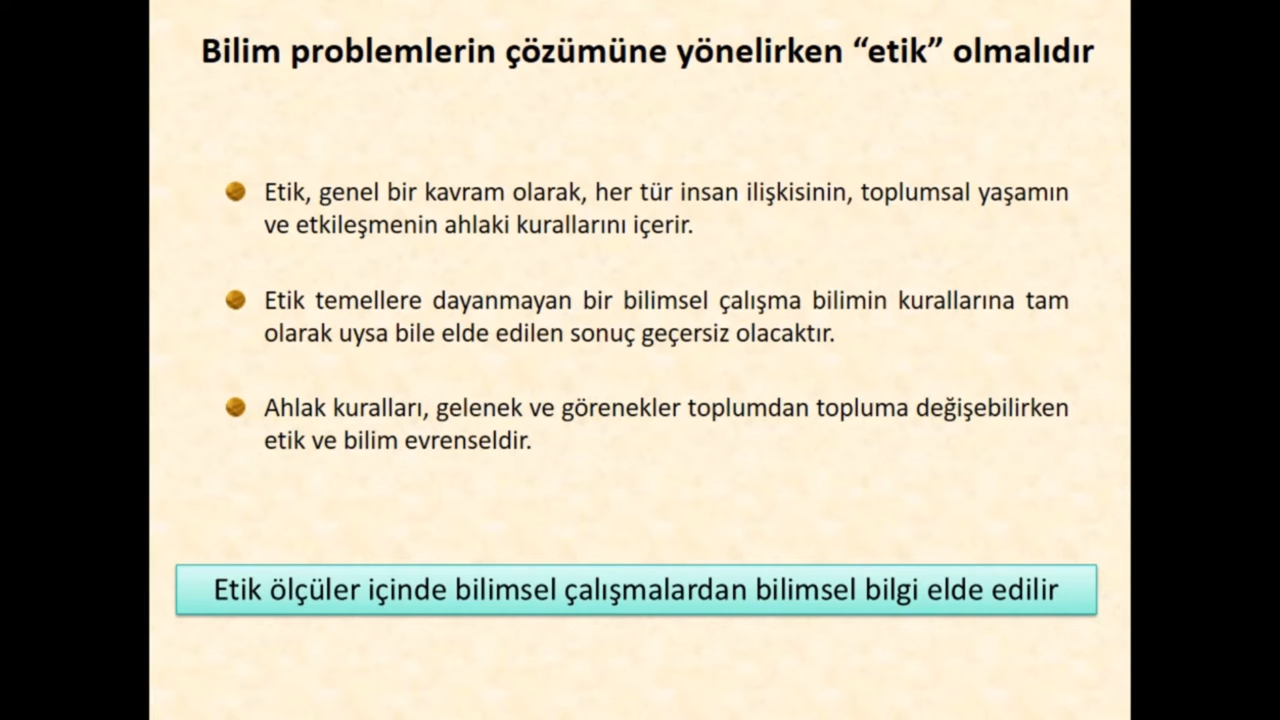 Bilim problemlerin çözümüne yönelirken “etik” olmalıdır
Etik, genel bir kavram olarak, her tür insan ilişkisinin, toplumsal yaşamın
ve etkileşmenin ahlaki kurallarını içerir.
Etik temellere dayanmayan bir bilimsel çalışma bilimin kurallarına tam
olarak uysa bile elde edilen sonuç geçersiz olacaktır.
Ahlak kuralları, gelenek ve görenekler toplumdan topluma değişebilirken
etik ve bilim evrenseldir.
Etik ölçüler içinde bilimsel çalışmalardan bilimsel bilgi elde edilir